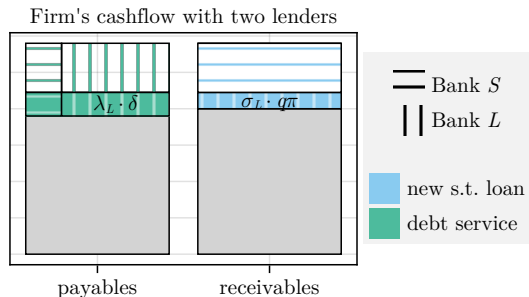 Firm's cashflow with two lenders
λ_L · δ
σ_L · qπ
payables
receivables
Bank S
Bank L
new s.t. loan
debt service